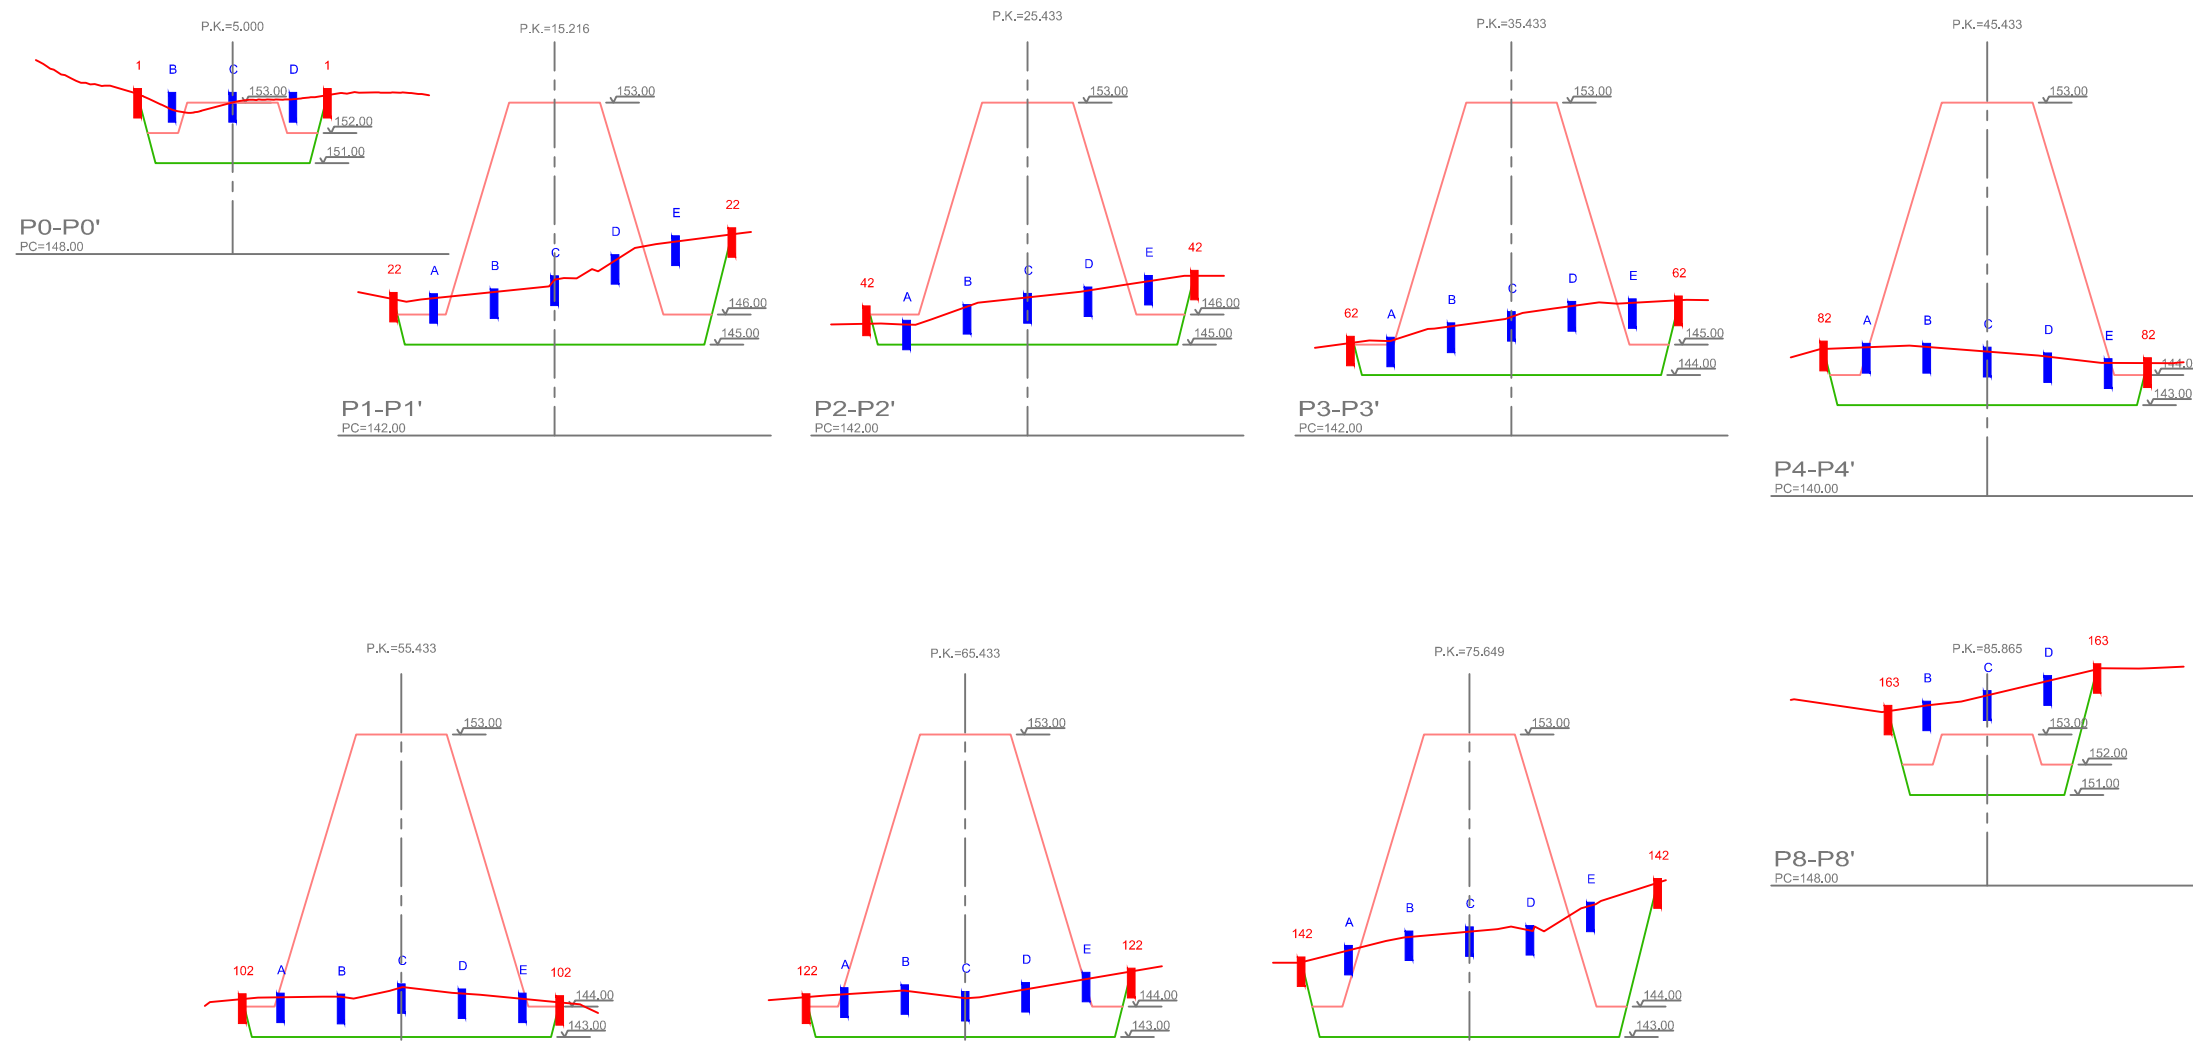 P.K.=5.000
1
B
C
D
1
153.00
152.00
151.00
P0-P0'
PC=148.00
P.K.=15.216
153.00
22
A
B
C
D
E
22
146.00
145.00
P1-P1'
PC=142.00
P.K.=25.433
153.00
42
A
B
C
D
E
42
146.00
145.00
P2-P2'
PC=142.00
P.K.=35.433
153.00
62
A
B
C
D
E
62
145.00
144.00
P3-P3'
PC=142.00
P.K.=45.433
153.00
82
A
B
C
D
E
82
144.0
143.00
P4-P4'
PC=140.00
P.K.=55.433
153.00
102
A
B
C
D
E
102
144.00
143.00
P.K.=65.433
153.00
122
A
B
C
D
E
122
144.00
143.00
P.K.=75.649
153.00
142
A
B
C
D
E
142
144.00
143.00
P.K.=85.865
163
B
C
D
163
153.00
152.00
151.00
P8-P8'
PC=148.00